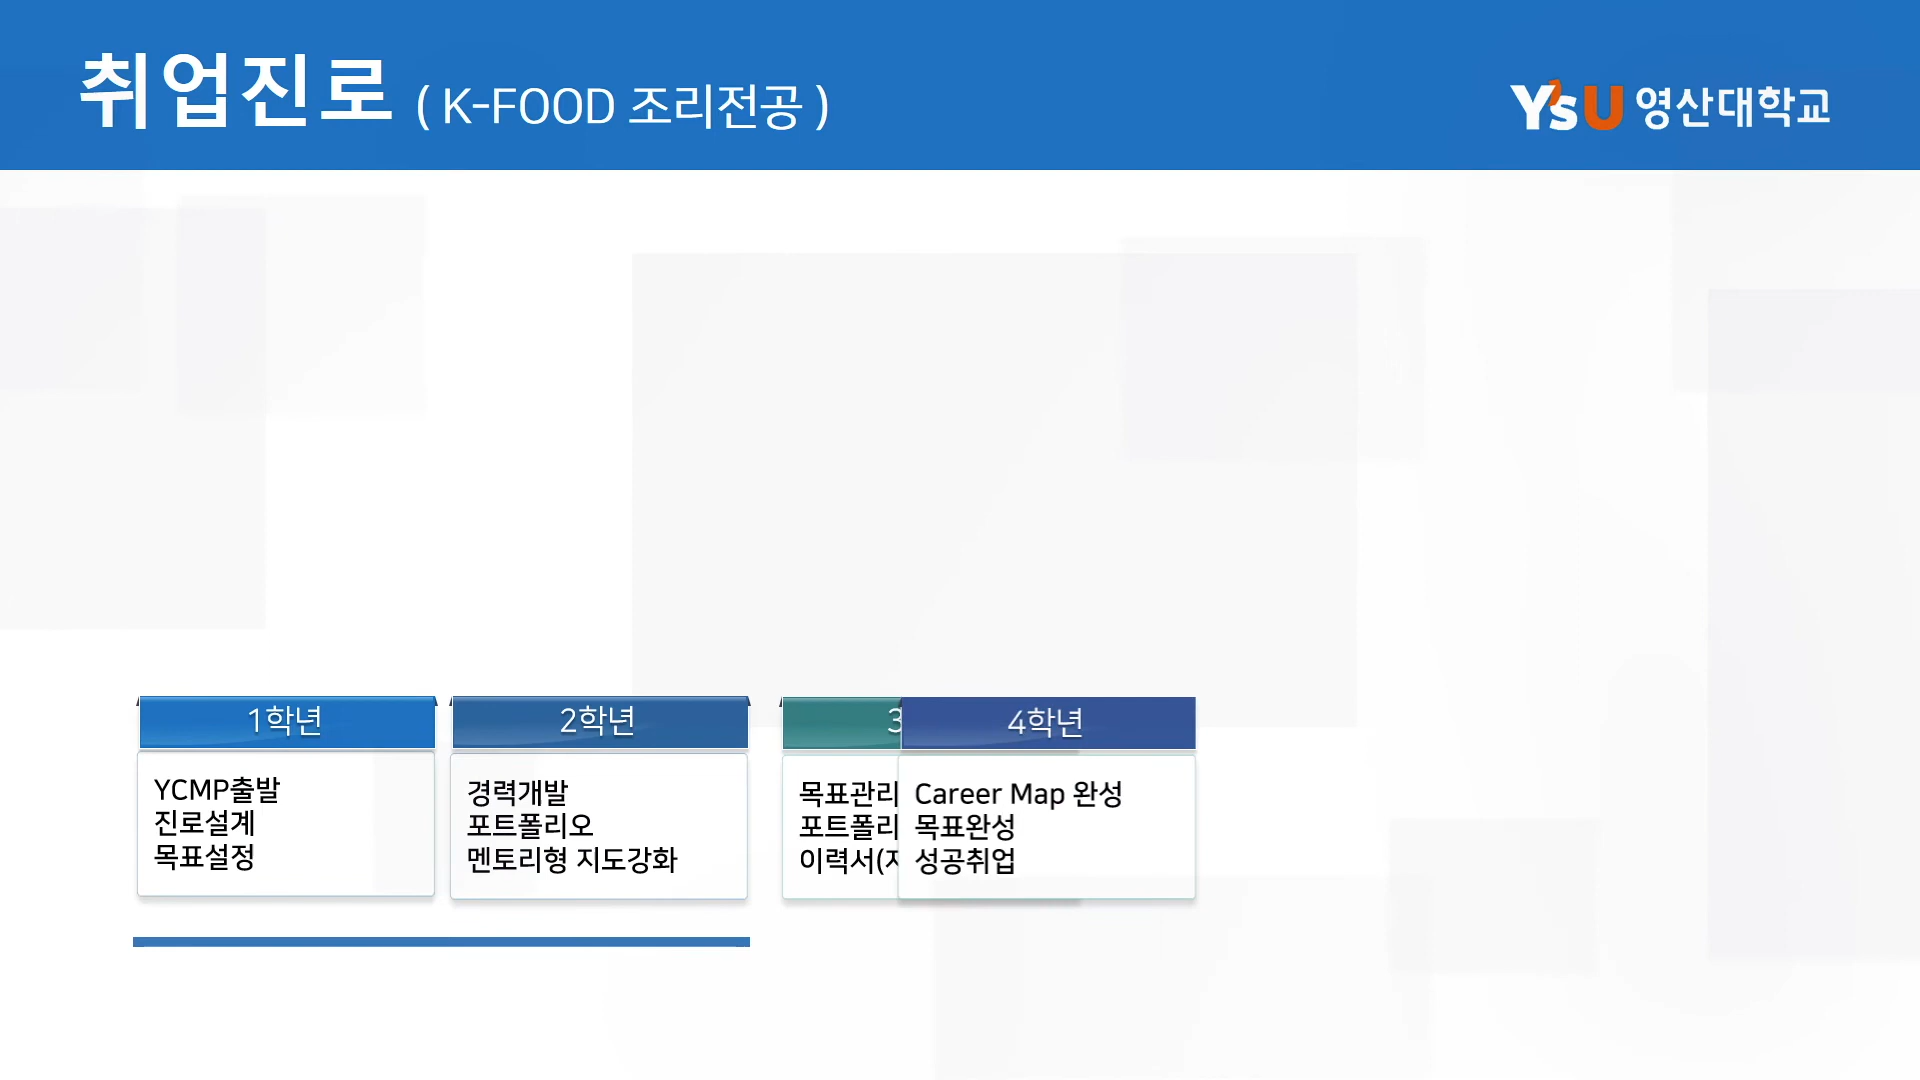 취업진로 ( K-FOOD 조리전공 )
YsU 영산대학교
1학년
YCMP출발
진로설계
목표설정
2학년
경력개발
포트폴리오
멘토리형 지도강화
3
목표관리
포트폴리
이력서(
4학년
Career Map 완성
목표완성
성공취업